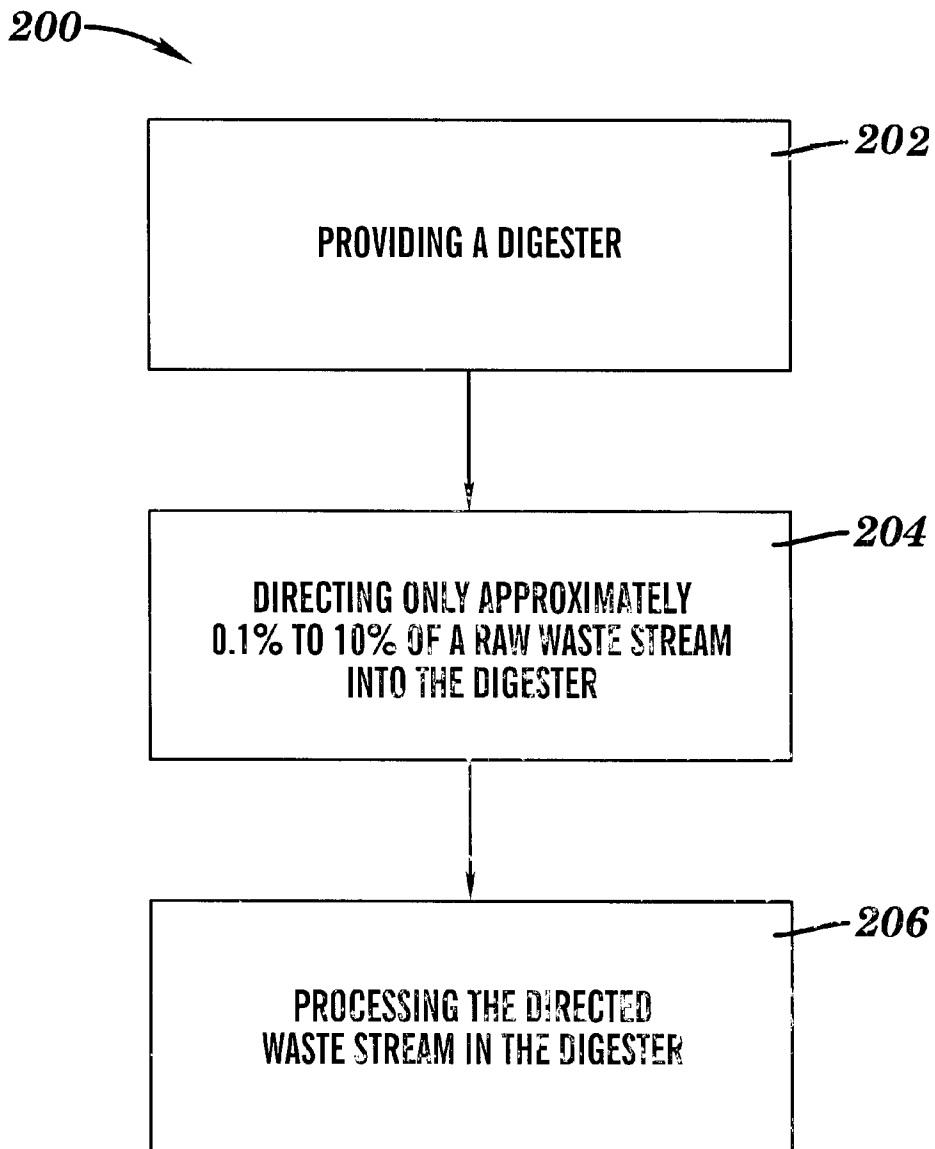 200
202
PROVIDING A DIGESTER
204
DIRECTING ONLY APPROXIMATELY
0.1% TO 10% OF A RAW WASTE STREAM
INTO THE DIGESTER
206
PROCESSING THE DIRECTED
WASTE STREAM IN THE DIGESTER